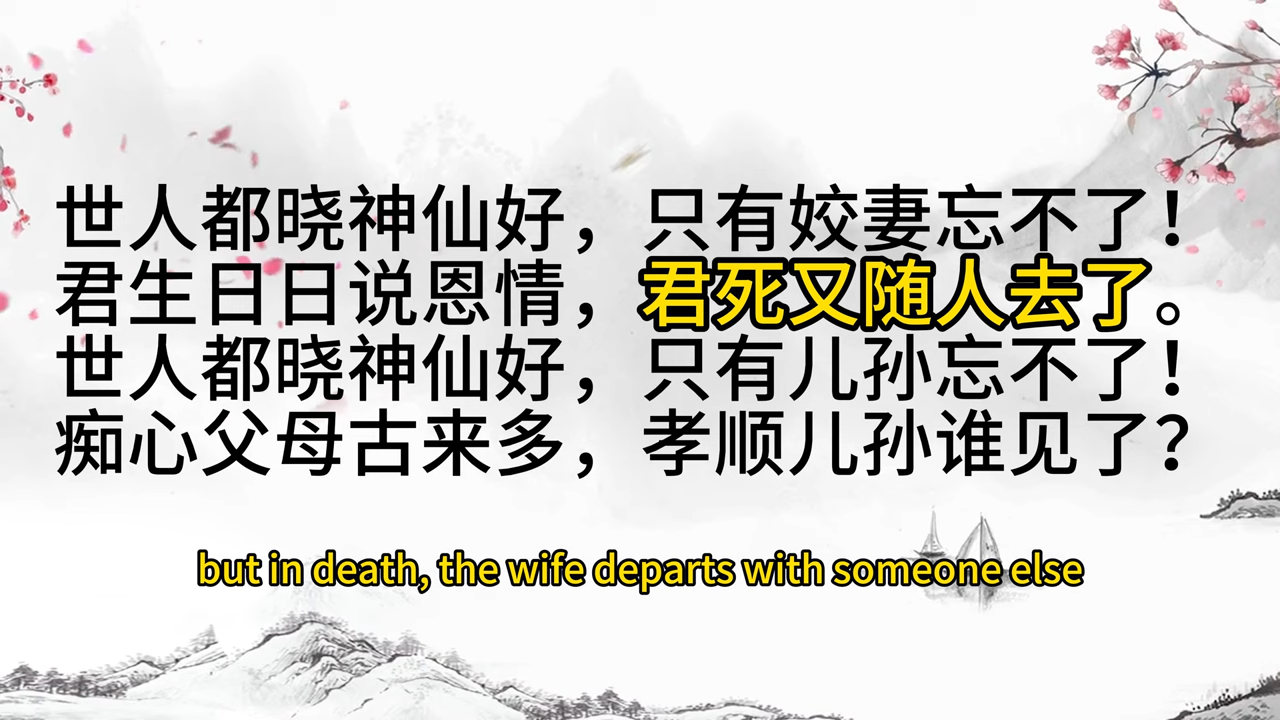 世人都晓神仙好，只有姣妻忘不了！
君生日日说恩情，君死又随人去了。
世人都晓神仙好，只有儿孙忘不了！
痴心父母古来多，孝顺儿孙谁见了？
but in death, the wife departs with someone else